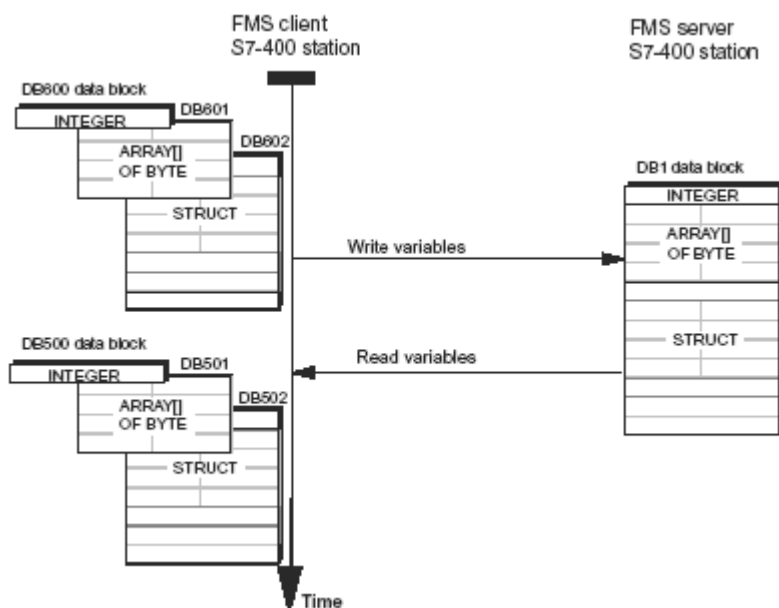 FMS client
S7-400 station
FMS server
S7-400 station
DB600 data block
DB601
INTEGER
DB602
ARRAY[]
OF BYTE
STRUCT
DB1 data block
INTEGER
ARRAY[]
OF BYTE
STRUCT
Write variables
Read variables
DB500 data block
DB501
INTEGER
DB502
ARRAY[]
OF BYTE
STRUCT
Time